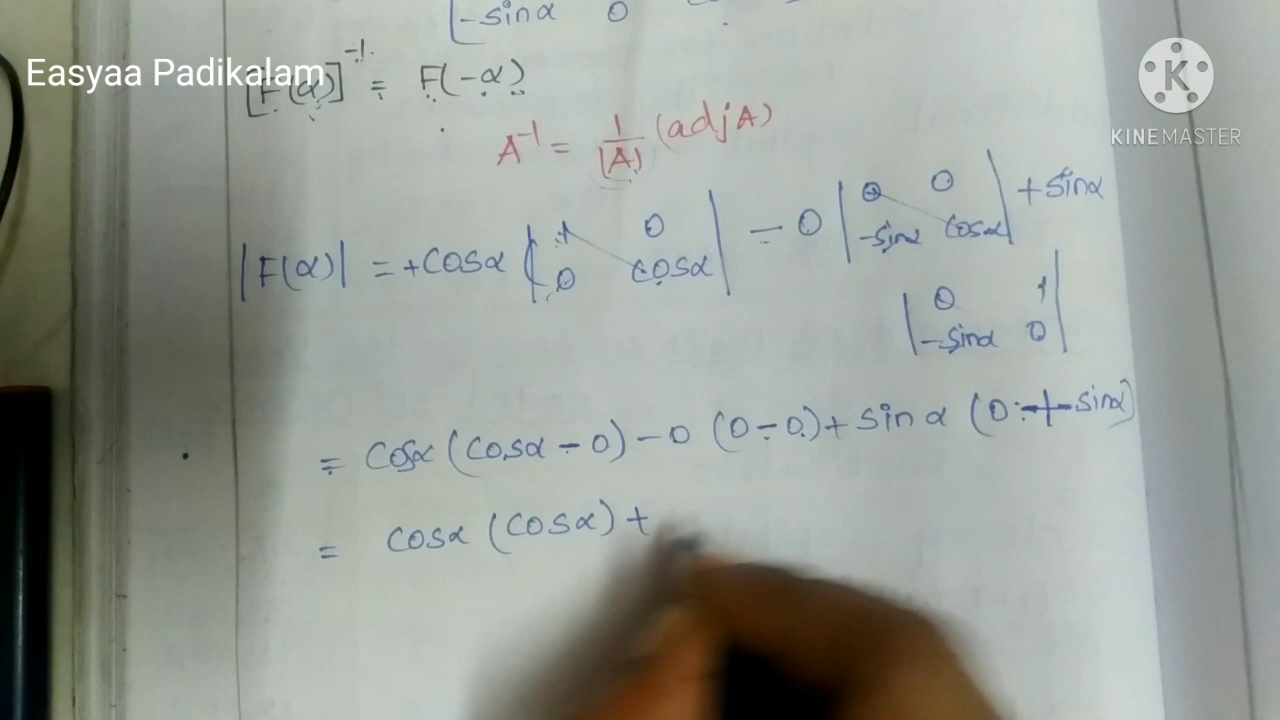 -sinα 0
Easyaa Padikalam
[F(α)]⁻¹ = F(-α)
KINEMASTER
A⁻¹ = 1/|A| (adj A)
|F(α)| = +cosα | 1 0 | - 0 | 0 0 | + sinα
0 cosα -sinα cosα
| 0 1 |
| -sinα 0 |
= cosα (cosα - 0) - 0 (0 - 0) + sinα (0 - + - sinα)
= cosα (cosα) +